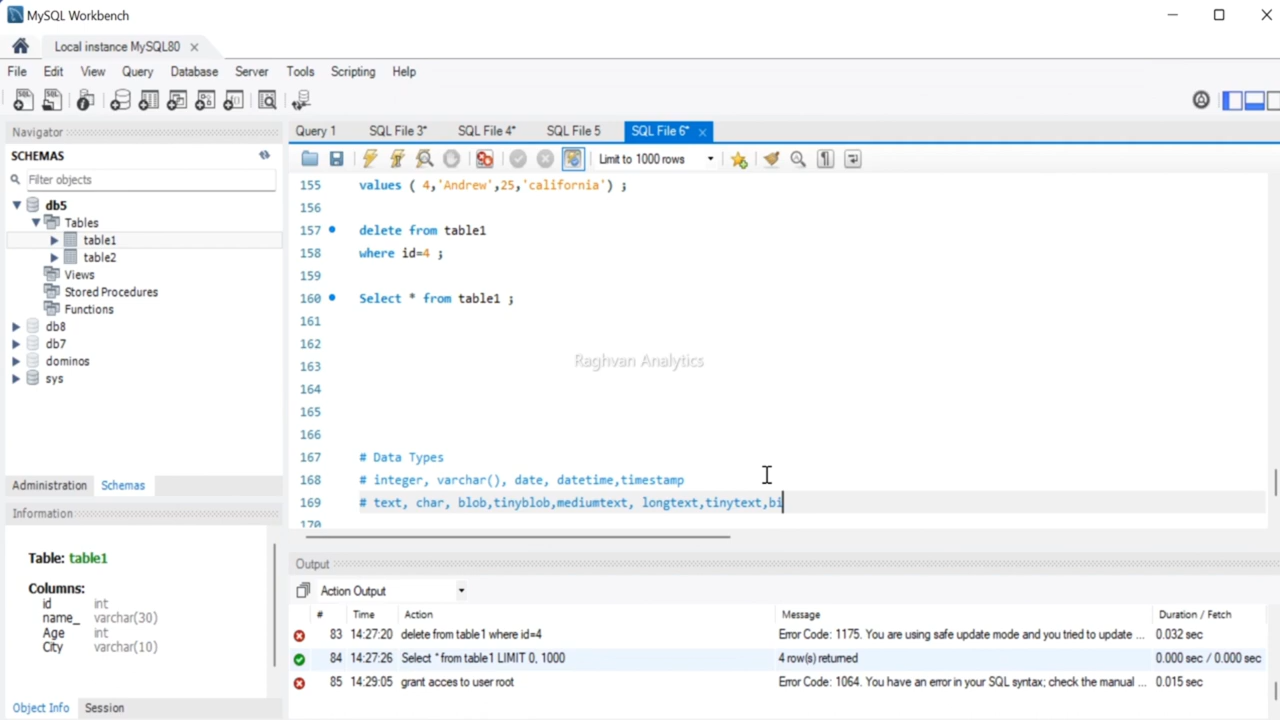 MySQL Workbench
Local instance MySQL80
File Edit View Query Database Server Tools Scripting Help
Navigator
SCHEMAS
Filter objects
db5
Tables
table1
table2
Views
Stored Procedures
Functions
db8
db7
dominos
sys
Administration Schemas
Information
Table: table1
Columns:
id int
name_ varchar(30)
Age int
City varchar(10)
Object Info Session
Query 1 SQL File 3* SQL File 4* SQL File 5 SQL File 6*
Limit to 1000 rows
155 values ( 4,'Andrew',25,'california') ;
156
157 delete from table1
158 where id=4 ;
159
160 Select * from table1 ;
161
162
163
Raghvan Analytics
164
165
166
167 # Data Types
168 # integer, varchar(), date, datetime,timestamp
169 # text, char, blob,tinyblob,mediumtext, longtext,tinytext,bi
170
Output
Action Output
# Time Action Message Duration / Fetch
83 14:27:20 delete from table1 where id=4 Error Code: 1175. You are using safe update mode and you tried to update ... 0.032 sec
84 14:27:26 Select * from table1 LIMIT 0, 1000 4 row(s) returned 0.000 sec / 0.000 sec
85 14:29:05 grant acces to user root Error Code: 1064. You have an error in your SQL syntax; check the manual ... 0.015 sec